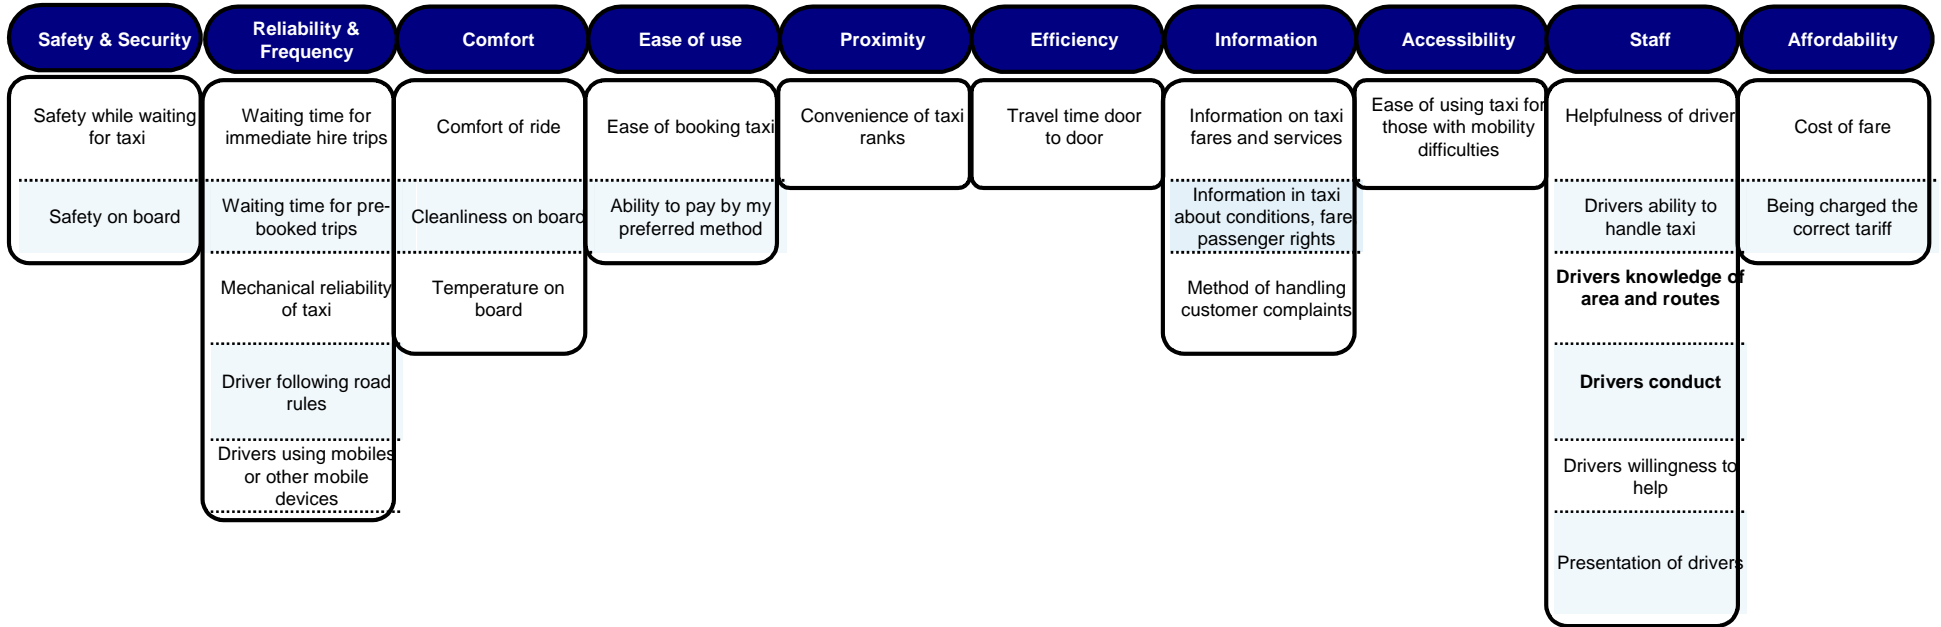 Safety & Security
Reliability &
Frequency
Comfort
Ease of use
Proximity
Efficiency
Information
Accessibility
Staff
Affordability
Safety while waiting
for taxi
Safety on board
Waiting time for
immediate hire trips
Waiting time for pre-
booked trips
Mechanical reliability
of taxi
Driver following road
rules
Drivers using mobiles
or other mobile
devices
Comfort of ride
Cleanliness on board
Temperature on
board
Ease of booking taxi
Ability to pay by my
preferred method
Convenience of taxi
ranks
Travel time door
to door
Information on taxi
fares and services
Information in taxi
about conditions, fare
passenger rights
Method of handling
customer complaints
Ease of using taxi for
those with mobility
difficulties
Helpfulness of driver
Drivers ability to
handle taxi
Drivers knowledge of
area and routes
Drivers conduct
Drivers willingness to
help
Presentation of drivers
Cost of fare
Being charged the
correct tariff